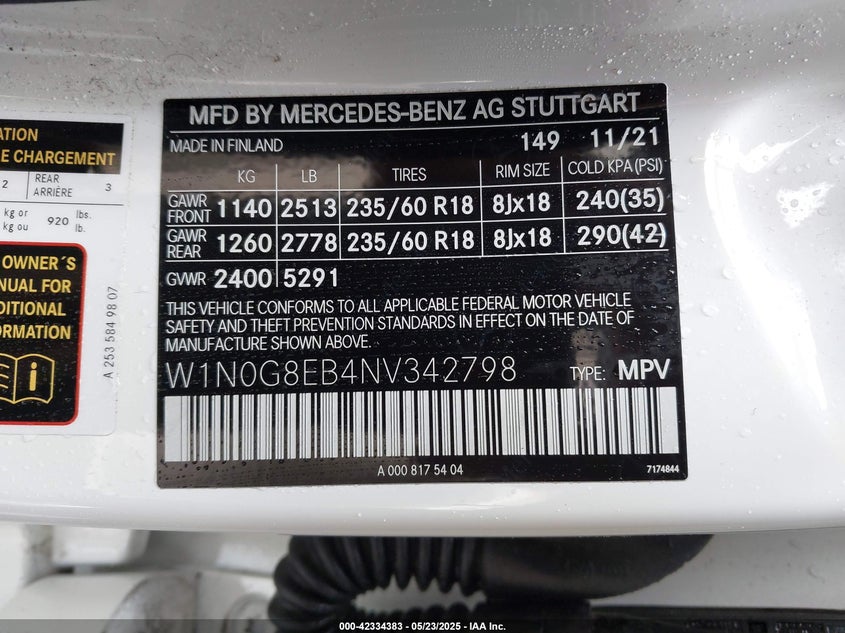 ATION
E CHARGEMENT
2 REAR ARRIÈRE 3
kg or
kg ou 920 lbs. lb.
OWNER´S
NUAL FOR
DITIONAL
ORMATION
A 253 584 98 07
MFD BY MERCEDES-BENZ AG STUTTGART
MADE IN FINLAND 149 11/21
KG LB TIRES RIM SIZE COLD KPA (PSI)
GAWR FRONT 1140 2513 235/60 R18 8Jx18 240(35)
GAWR REAR 1260 2778 235/60 R18 8Jx18 290(42)
GVWR 2400 5291
THIS VEHICLE CONFORMS TO ALL APPLICABLE FEDERAL MOTOR VEHICLE
SAFETY AND THEFT PREVENTION STANDARDS IN EFFECT ON THE DATE OF
MANUFACTURE SHOWN ABOVE.
W1N0G8EB4NV342798 TYPE: MPV
A 000 817 54 04 7174844
000-42334383 - 05/23/2025 - IAA Inc.